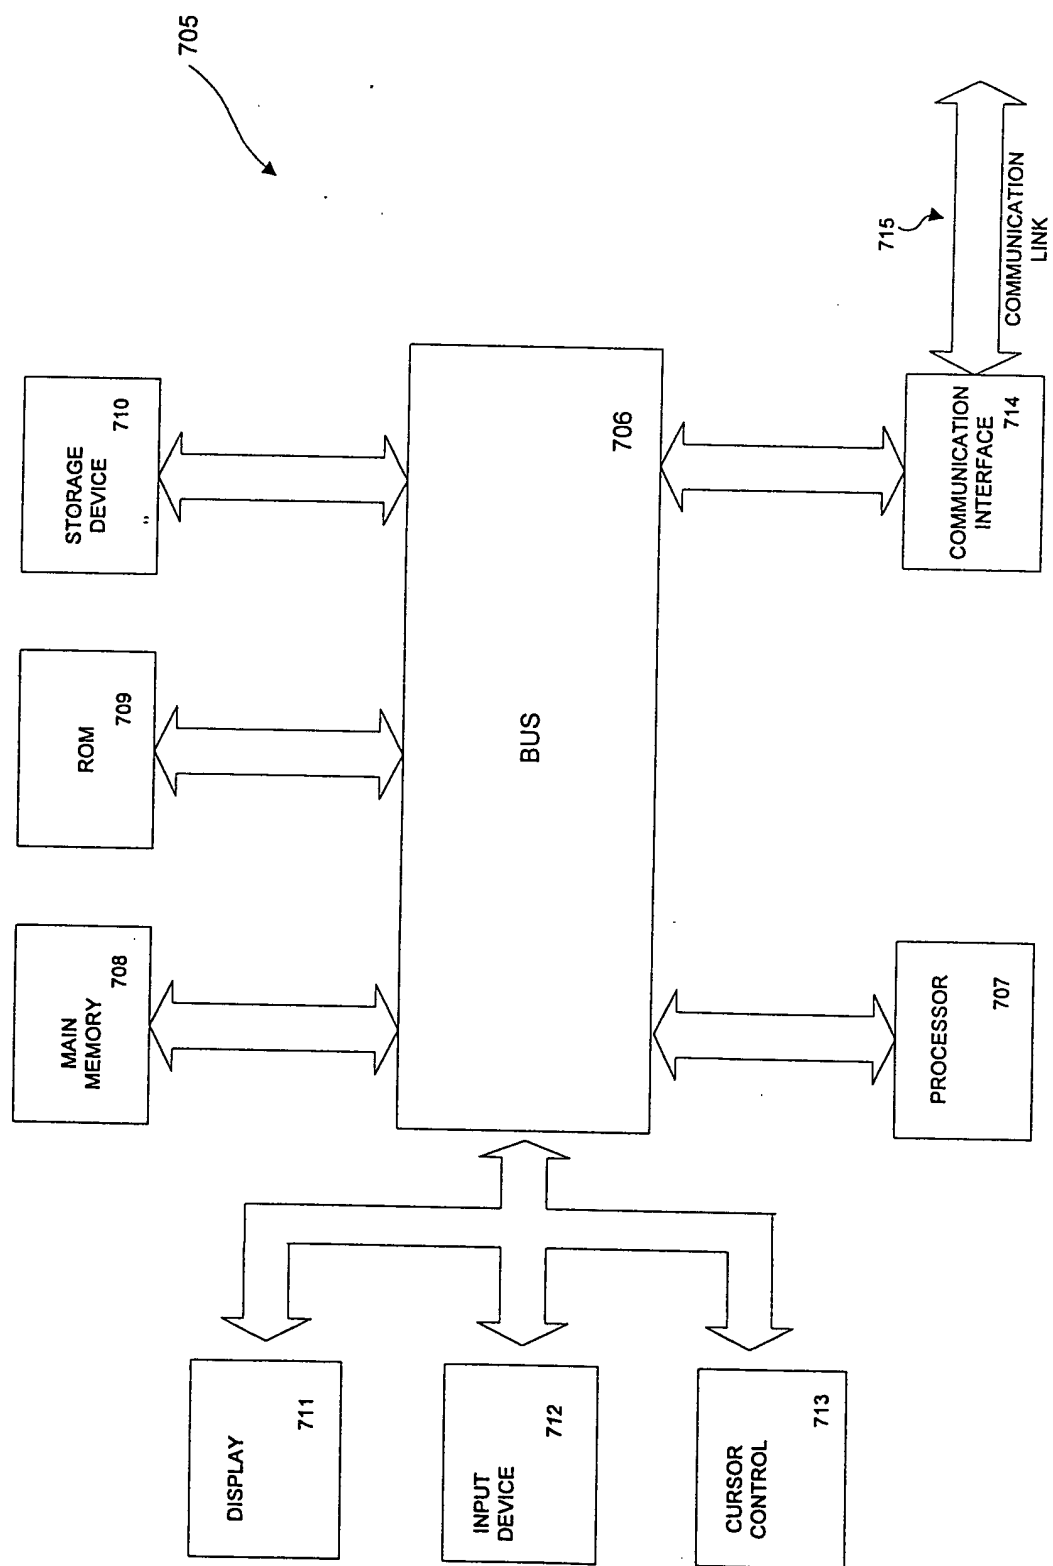 705
MAIN
MEMORY
708
ROM
709
STORAGE
DEVICE
710
DISPLAY
711
INPUT
DEVICE
712
CURSOR
CONTROL
713
BUS
706
PROCESSOR
707
COMMUNICATION
INTERFACE
714
715
COMMUNICATION
LINK